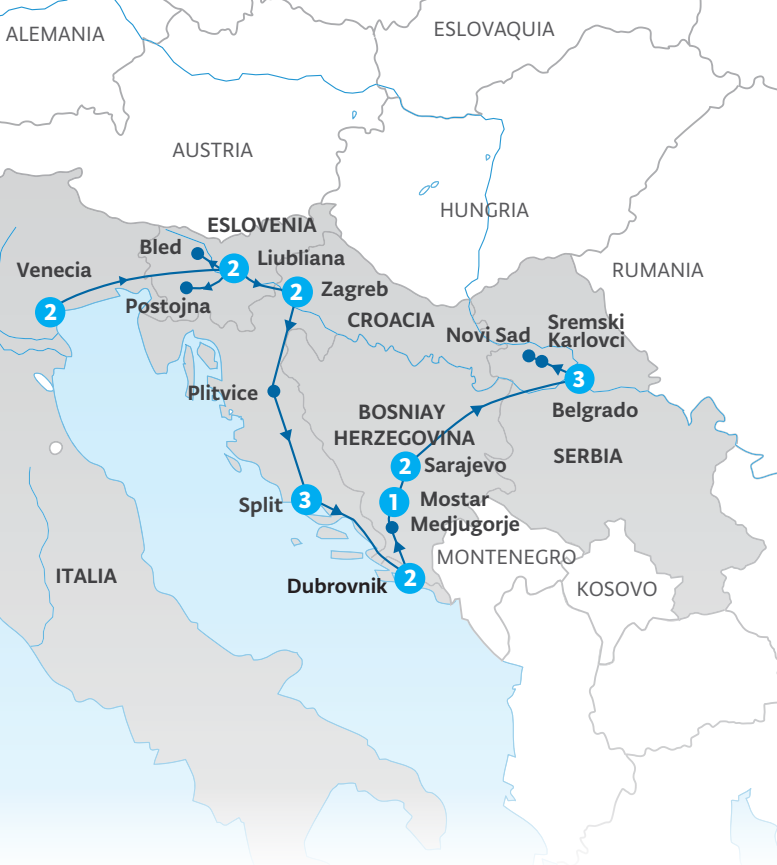 ALEMANIA
ESLOVAQUIA
AUSTRIA
HUNGRIA
ESLOVENIA
Bled
2
Liubliana
Venecia
RUMANIA
Postojna
2
Zagreb
2
CROACIA
Sremski
Novi Sad
Karlovci
3
Plitvice
Belgrado
BOSNIAY
HERZEGOVINA
SERBIA
2
Sarajevo
Split
3
1
Mostar
Medjugorje
MONTENEGRO
ITALIA
Dubrovnik
2
KOSOVO